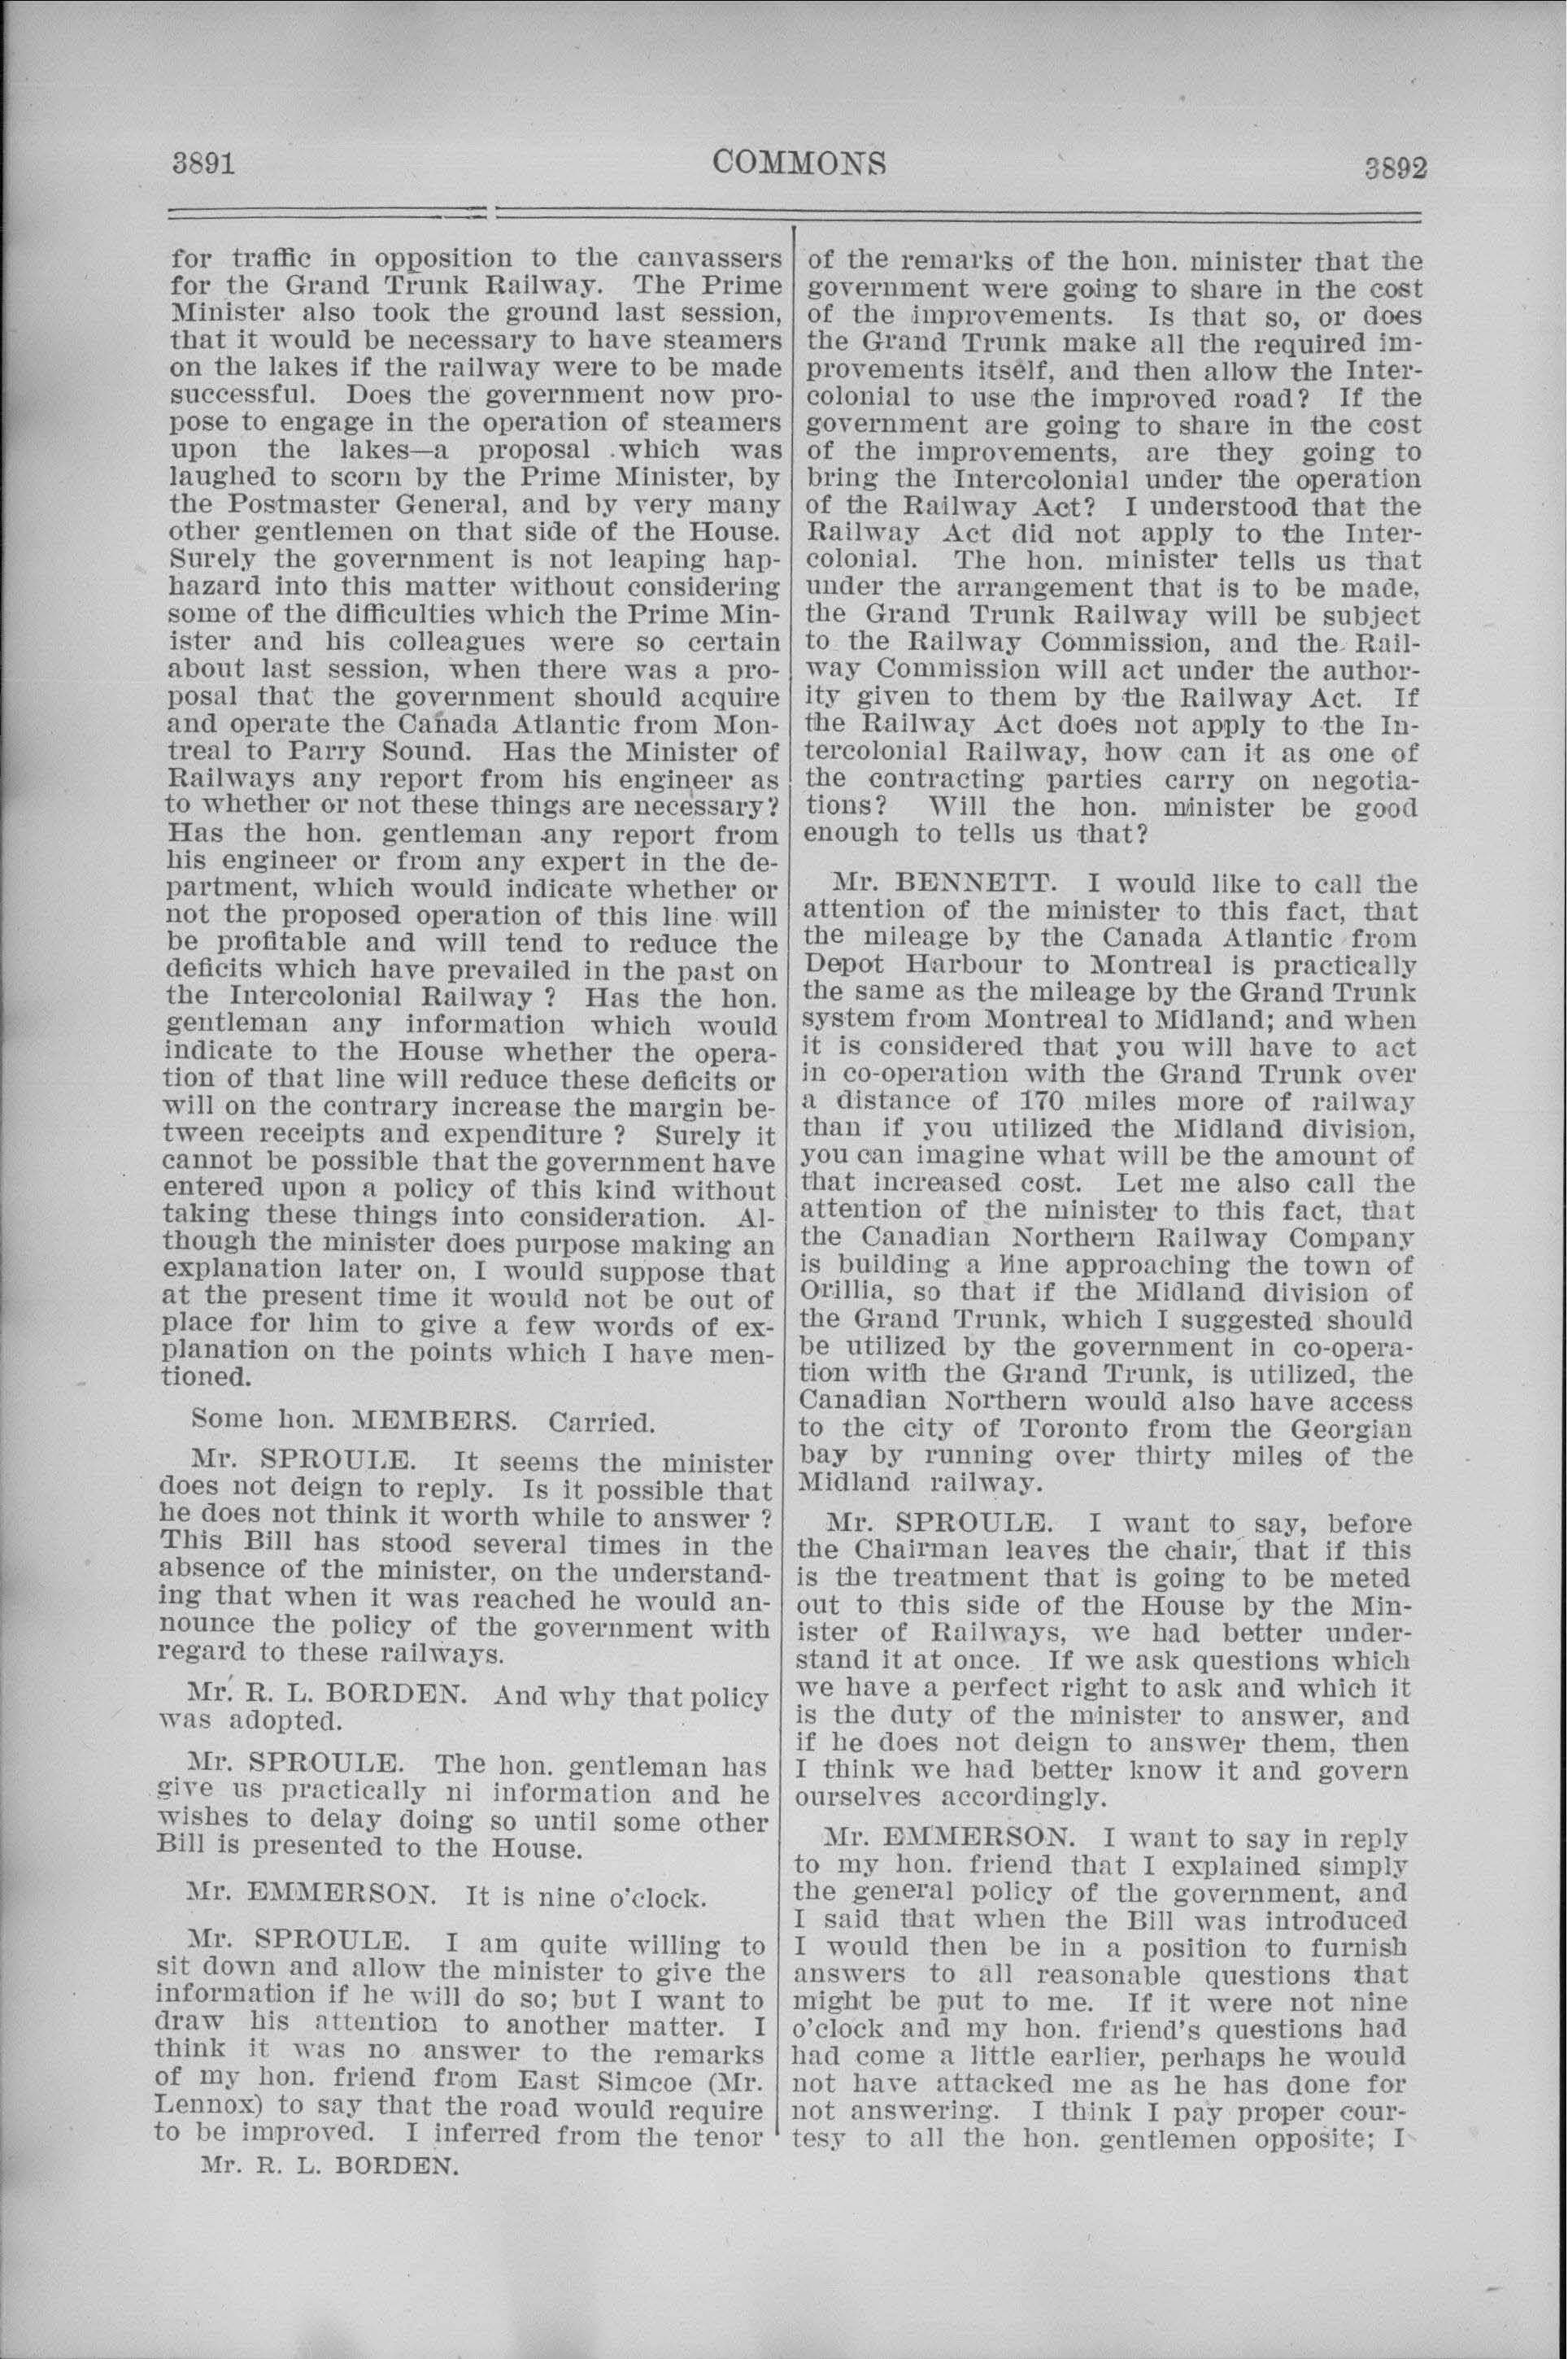 3891
COMMONS
3892
for traffic in opposition to the canvassers
for the Grand Trunk Railway. The Prime
Minister also took the ground last session,
that it would be necessary to have steamers
on the lakes if the railway were to be made
successful. Does the government now pro-
pose to engage in the operation of steamers
upon the lakes—a proposal which was
laughed to scorn by the Prime Minister, by
the Postmaster General, and by very many
other gentlemen on that side of the House.
Surely the government is not leaping hap-
hazard into this matter without considering
some of the difficulties which the Prime Min-
ister and his colleagues were so certain
about last session, when there was a pro-
posal that the government should acquire
and operate the Canada Atlantic from Mon-
treal to Parry Sound. Has the Minister of
Railways any report from his engineer as
to whether or not these things are necessary?
Has the hon. gentleman any report from
his engineer or from any expert in the de-
partment, which would indicate whether or
not the proposed operation of this line will
be profitable and will tend to reduce the
deficits which have prevailed in the past on
the Intercolonial Railway ? Has the hon.
gentleman any information which would
indicate to the House whether the opera-
tion of that line will reduce these deficits or
will on the contrary increase the margin be-
tween receipts and expenditure ? Surely it
cannot be possible that the government have
entered upon a policy of this kind without
taking these things into consideration. Al-
though the minister does purpose making an
explanation later on, I would suppose that
at the present time it would not be out of
place for him to give a few words of ex-
planation on the points which I have men-
tioned.
Some hon. MEMBERS. Carried.
Mr. SPROULE. It seems the minister
does not deign to reply. Is it possible that
he does not think it worth while to answer ?
This Bill has stood several times in the
absence of the minister, on the understand-
ing that when it was reached he would an-
nounce the policy of the government with
regard to these railways.
Mr. R. L. BORDEN. And why that policy
was adopted.
Mr. SPROULE. The hon. gentleman has
give us practically ni information and he
wishes to delay doing so until some other
Bill is presented to the House.
Mr. EMMERSON. It is nine o'clock.
Mr. SPROULE. I am quite willing to
sit down and allow the minister to give the
information if he will do so; but I want to
draw his attention to another matter. I
think it was no answer to the remarks
of my hon. friend from East Simcoe (Mr.
Lennox) to say that the road would require
to be improved. I inferred from the tenor
Mr. R. L. BORDEN.
of the remarks of the hon. minister that the
government were going to share in the cost
of the improvements. Is that so, or does
the Grand Trunk make all the required im-
provements itself, and then allow the Inter-
colonial to use the improved road? If the
government are going to share in the cost
of the improvements, are they going to
bring the Intercolonial under the operation
of the Railway Act? I understood that the
Railway Act did not apply to the Inter-
colonial. The hon. minister tells us that
under the arrangement that is to be made,
the Grand Trunk Railway will be subject
to the Railway Commission, and the Rail-
way Commission will act under the author-
ity given to them by the Railway Act. If
the Railway Act does not apply to the In-
tercolonial Railway, how can it as one of
the contracting parties carry on negotia-
tions? Will the hon. minister be good
enough to tells us that?
Mr. BENNETT. I would like to call the
attention of the minister to this fact, that
the mileage by the Canada Atlantic from
Depot Harbour to Montreal is practically
the same as the mileage by the Grand Trunk
system from Montreal to Midland; and when
it is considered that you will have to act
in co-operation with the Grand Trunk over
a distance of 170 miles more of railway
than if you utilized the Midland division,
you can imagine what will be the amount of
that increased cost. Let me also call the
attention of the minister to this fact, that
the Canadian Northern Railway Company
is building a line approaching the town of
Orillia, so that if the Midland division of
the Grand Trunk, which I suggested should
be utilized by the government in co-opera-
tion with the Grand Trunk, is utilized, the
Canadian Northern would also have access
to the city of Toronto from the Georgian
bay by running over thirty miles of the
Midland railway.
Mr. SPROULE. I want to say, before
the Chairman leaves the chair, that if this
is the treatment that is going to be meted
out to this side of the House by the Min-
ister of Railways, we had better under-
stand it at once. If we ask questions which
we have a perfect right to ask and which it
is the duty of the minister to answer, and
if he does not deign to answer them, then
I think we had better know it and govern
ourselves accordingly.
Mr. EMMERSON. I want to say in reply
to my hon. friend that I explained simply
the general policy of the government, and
I said that when the Bill was introduced
I would then be in a position to furnish
answers to all reasonable questions that
might be put to me. If it were not nine
o'clock and my hon. friend's questions had
had come a little earlier, perhaps he would
not have attacked me as he has done for
not answering. I think I pay proper cour-
tesy to all the hon. gentlemen opposite; I